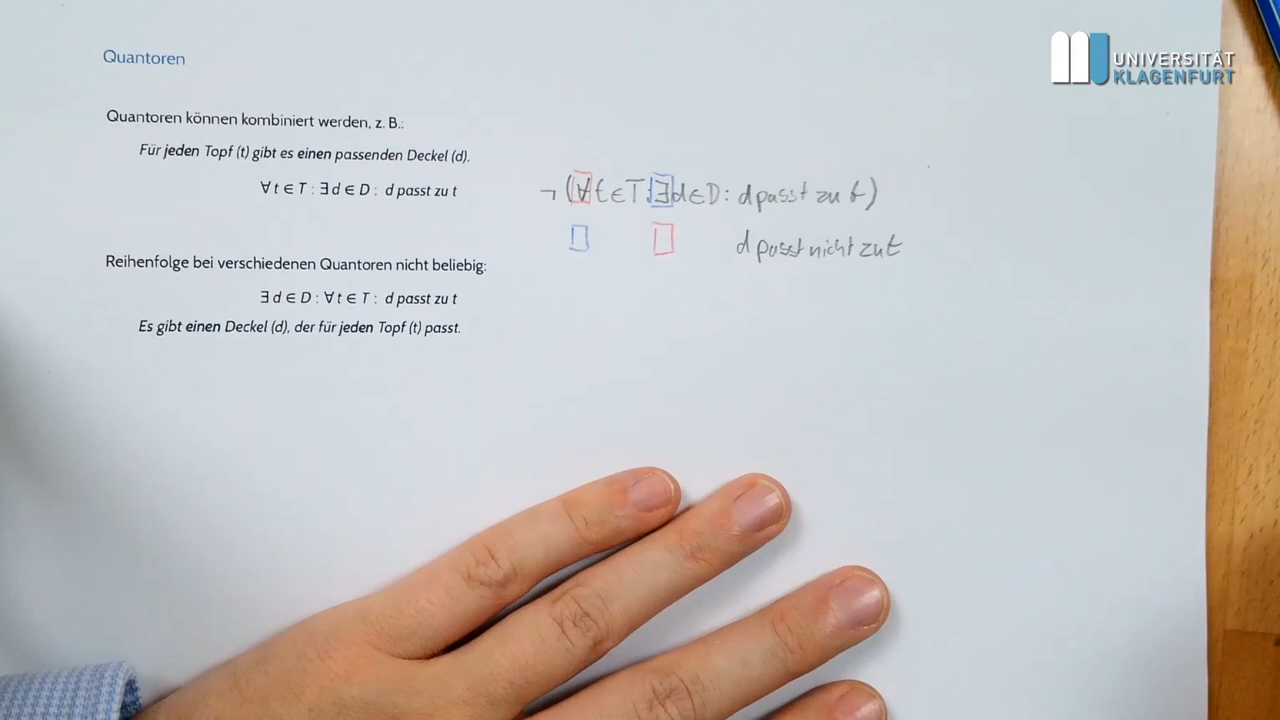 UNIVERSITÄT
KLAGENFURT
Quantoren
Quantoren können kombiniert werden, z. B.:
Für jeden Topf (t) gibt es einen passenden Deckel (d).
∀ t ∈ T : ∃ d ∈ D : d passt zu t
¬ (∀ t ∈ T : ∃ d ∈ D : d passt zu t)
d passt nicht zu t
Reihenfolge bei verschiedenen Quantoren nicht beliebig:
∃ d ∈ D : ∀ t ∈ T : d passt zu t
Es gibt einen Deckel (d), der für jeden Topf (t) passt.